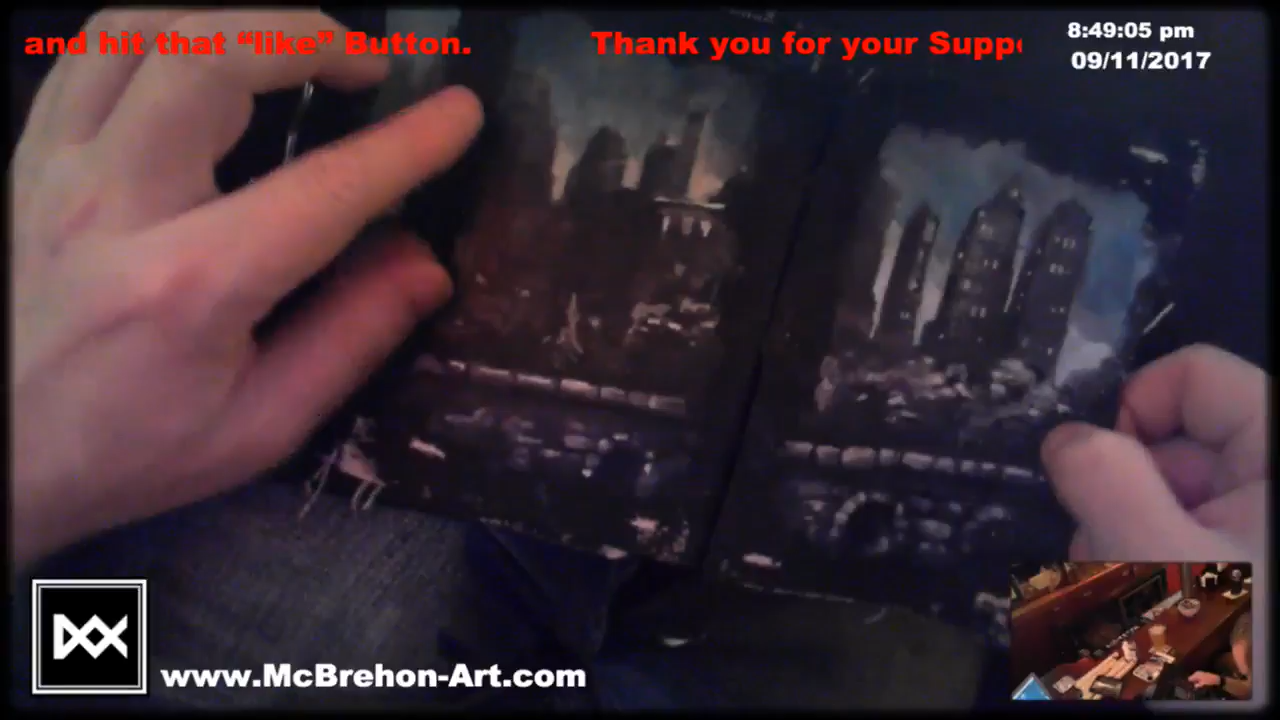 and hit that “like” Button. Thank you for your
8:49:05 pm
09/11/2017
www.McBrehon-Art.com